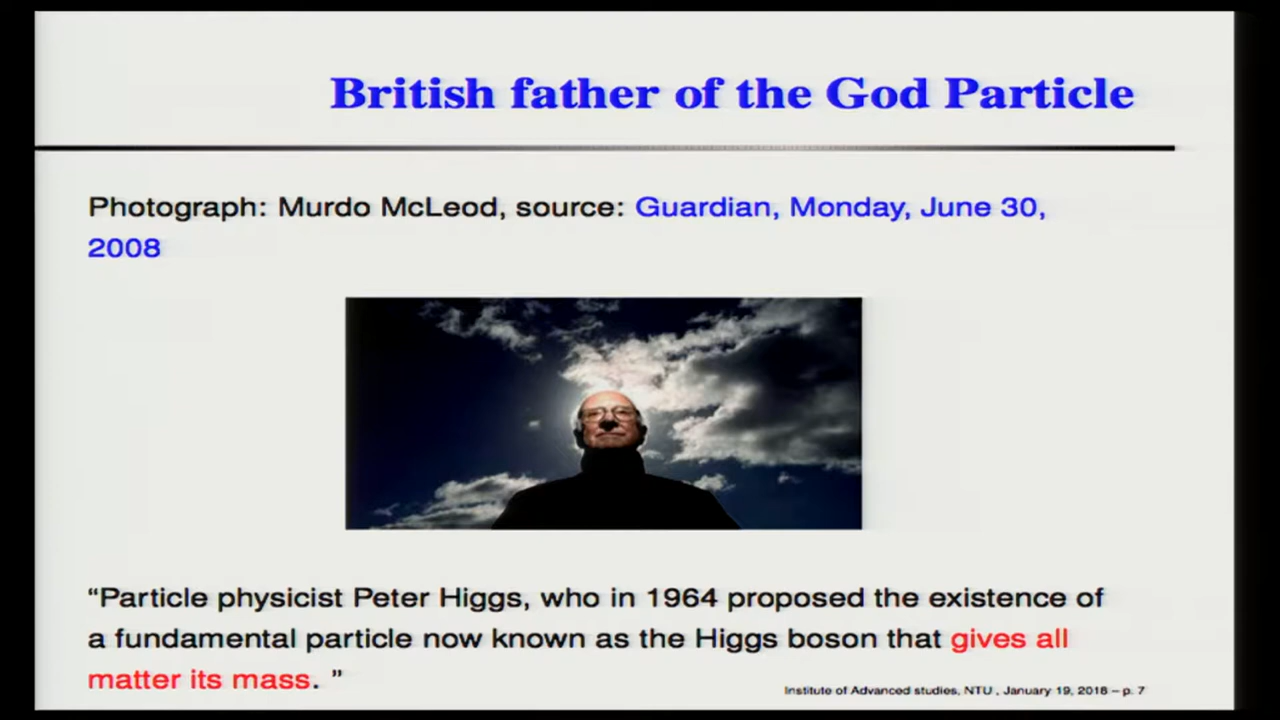 British father of the God Particle
Photograph: Murdo McLeod, source: Guardian, Monday, June 30,
2008
“Particle physicist Peter Higgs, who in 1964 proposed the existence of
a fundamental particle now known as the Higgs boson that gives all
matter its mass. ”
Institute of Advanced studies, NTU , January 19, 2018 – p. 7